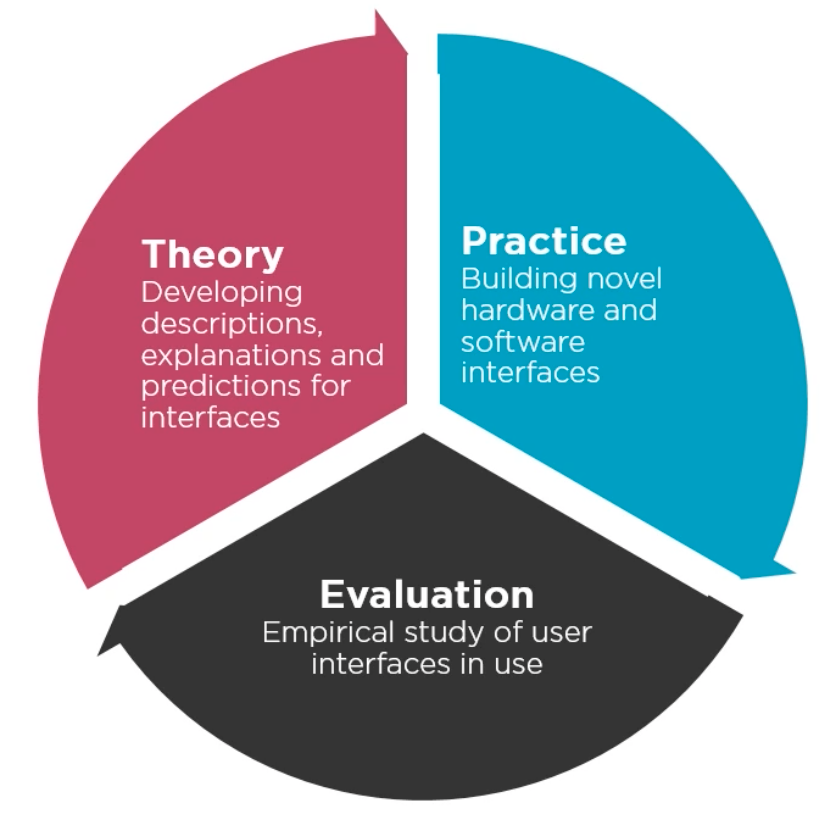 Theory
Developing
descriptions,
explanations and
predictions for
interfaces
Practice
Building novel
hardware and
software
interfaces
Evaluation
Empirical study of user
interfaces in use